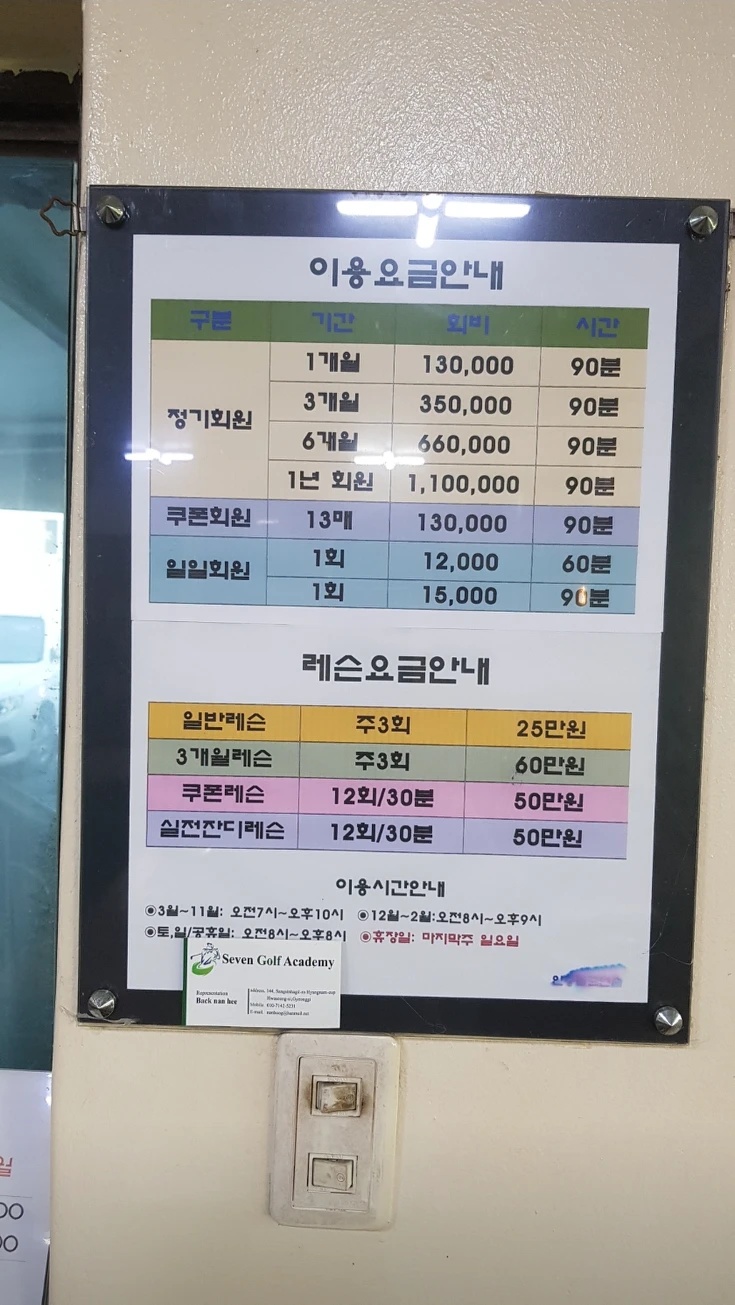 이용요금안내
구분 기간 회비 시간
정기회원 1개월 130,000 90분
3개월 350,000 90분
6개월 660,000 90분
1년 회원 1,100,000 90분
쿠폰회원 13매 130,000 90분
일일회원 1회 12,000 60분
1회 15,000 90분
레슨요금안내
일반레슨 주3회 25만원
3개월레슨 주3회 60만원
쿠폰레슨 12회/30분 50만원
실전잔디레슨 12회/30분 50만원
이용시간안내
◉3월~11월: 오전7시~오후10시 ◉12월~2월:오전8시~오후9시
◉토,일/공휴일: 오전8시~오후8시 ◉휴장일: 마지막주 일요일
Seven Golf Academy
Representation
Back nan hee
일
00
00